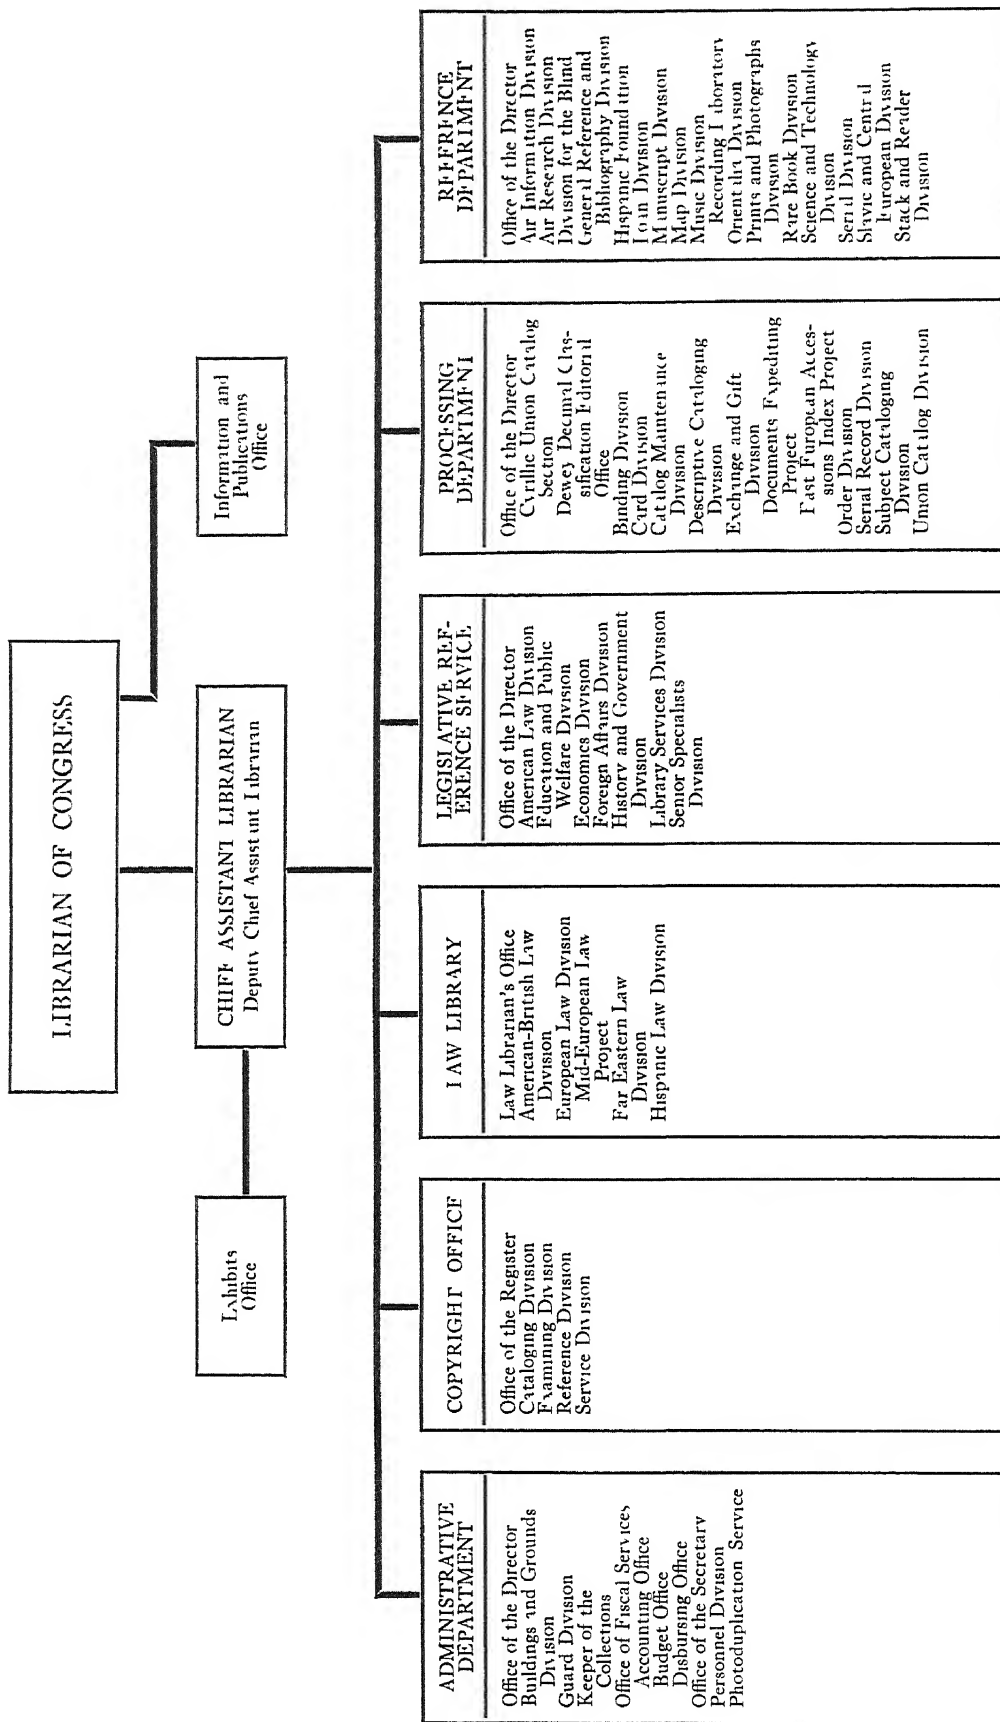 LIBRARIAN OF CONGRESS
Information and
Publications
Office
CHIEF ASSISTANT LIBRARIAN
Deputy Chief Assistant Librarian
Exhibits
Office
ADMINISTRATIVE
DEPARTMENT
Office of the Director
Buildings and Grounds
Division
Guard Division
Keeper of the
Collections
Office of Fiscal Services
Accounting Office
Budget Office
Disbursing Office
Office of the Secretary
Personnel Division
Photoduplication Service
COPYRIGHT OFFICE
Office of the Register
Cataloging Division
Examining Division
Reference Division
Service Division
LAW LIBRARY
Law Librarian's Office
American-British Law
Division
European Law Division
Mid-European Law
Project
Far Eastern Law
Division
Hispanic Law Division
LEGISLATIVE REF-
ERENCE SERVICE
Office of the Director
American Law Division
Education and Public
Welfare Division
Economics Division
Foreign Affairs Division
History and Government
Division
Library Services Division
Senior Specialists
Division
PROCESSING
DEPARTMENT
Office of the Director
Cyrillic Union Catalog
Section
Dewey Decimal Clas-
sification Editorial
Office
Binding Division
Card Division
Catalog Maintenance
Division
Descriptive Cataloging
Division
Exchange and Gift
Division
Documents Expediting
Project
East European Acces-
sions Index Project
Order Division
Serial Record Division
Subject Cataloging
Division
Union Catalog Division
REFERENCE
DEPARTMENT
Office of the Director
Air Information Division
Air Research Division
Division for the Blind
General Reference and
Bibliography Division
Hispanic Foundation
Loan Division
Manuscript Division
Map Division
Music Division
Recording Laboratory
Orientalia Division
Prints and Photographs
Division
Rare Book Division
Science and Technology
Division
Serial Division
Slavic and Central
European Division
Stack and Reader
Division